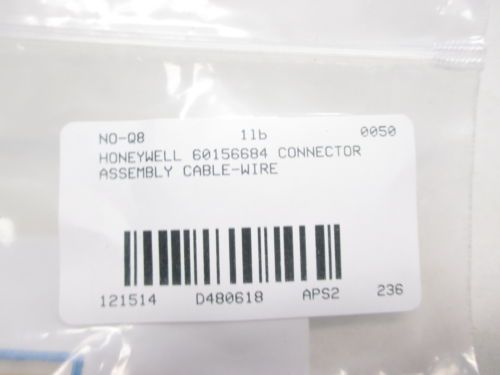 NO-Q8 1lb 0050
HONEYWELL 60156684 CONNECTOR
ASSEMBLY CABLE-WIRE
121514 D480618 APS2 236